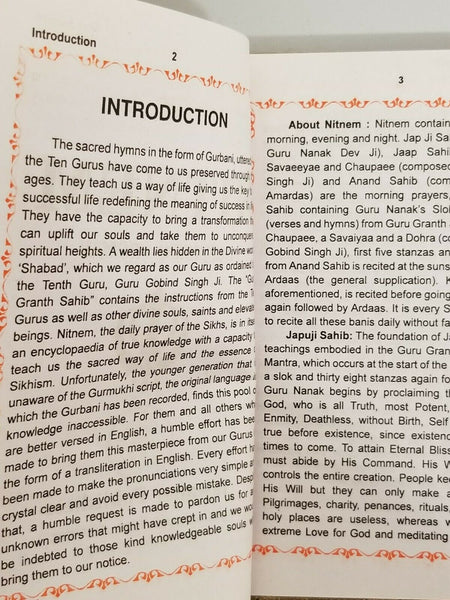 Introduction
2
INTRODUCTION
The sacred hymns in the form of Gurbani, uttered
the Ten Gurus have come to us preserved through
ages. They teach us a way of life giving us the key
successful life redefining the meaning of success in
They have the capacity to bring a transformation
can uplift our souls and take them to unconque
spiritual heights. A wealth lies hidden in the Divine wo
'Shabad', which we regard as our Guru as ordained
the Tenth Guru, Guru Gobind Singh Ji. The "Gu
Granth Sahib" contains the instructions from the T
Gurus as well as other divine souls, saints and eleva
beings. Nitnem, the daily prayer of the Sikhs, is in its
an encyclopaedia of true knowledge with a capacity
teach us the sacred way of life and the essence
Sikhism. Unfortunately, the younger generation that
unaware of the Gurmukhi script, the original language
which the Gurbani has been recorded, finds this pool o
knowledge inaccessible. For them and all others wh
are better versed in English, a humble effort has bee
made to bring them this masterpiece from our Gurus
the form of a transliteration in English. Every effort h
been made to make the pronunciations very simple a
crystal clear and avoid every possible mistake. Desp
that, a humble request is made to pardon us for a
unknown errors that might have crept in and we wo
be indebted to those kind knowledgeable souls w
bring them to our notice.
3
About Nitnem : Nitnem contain
morning, evening and night. Jap Ji Sa
Guru Nanak Dev Ji), Jaap Sahi
Savaeeyae and Chaupaee (compose
Singh Ji) and Anand Sahib (com
Amardas) are the morning prayers,
Sahib containing Guru Nanak's Slok
(verses and hymns) from Guru Granth
Chaupaee, a Savaiyaa and a Dohra (co
Gobind Singh Ji), first five stanzas an
from Anand Sahib is recited at the suns
Ardaas (the general supplication). K
aforementioned, is recited before going
again followed by Ardaas. It is every S
to recite all these banis daily without fa
Japuji Sahib: The foundation of Ja
teachings embodied in the Guru Gran
Mantra, which occurs at the start of the
a slok and thirty eight stanzas again fo
Guru Nanak begins by proclaiming th
God, who is all Truth, most Potent,
Enmity, Deathless, without Birth, Self
true before existence, since existenc
times to come. To attain Eternal Bliss
must abide by His Command. His W
controls the entire creation. People kee
His Will but they can only make a
Pilgrimages, charity, penances, rituals,
holy places are useless, whereas w
extreme Love for God and meditating